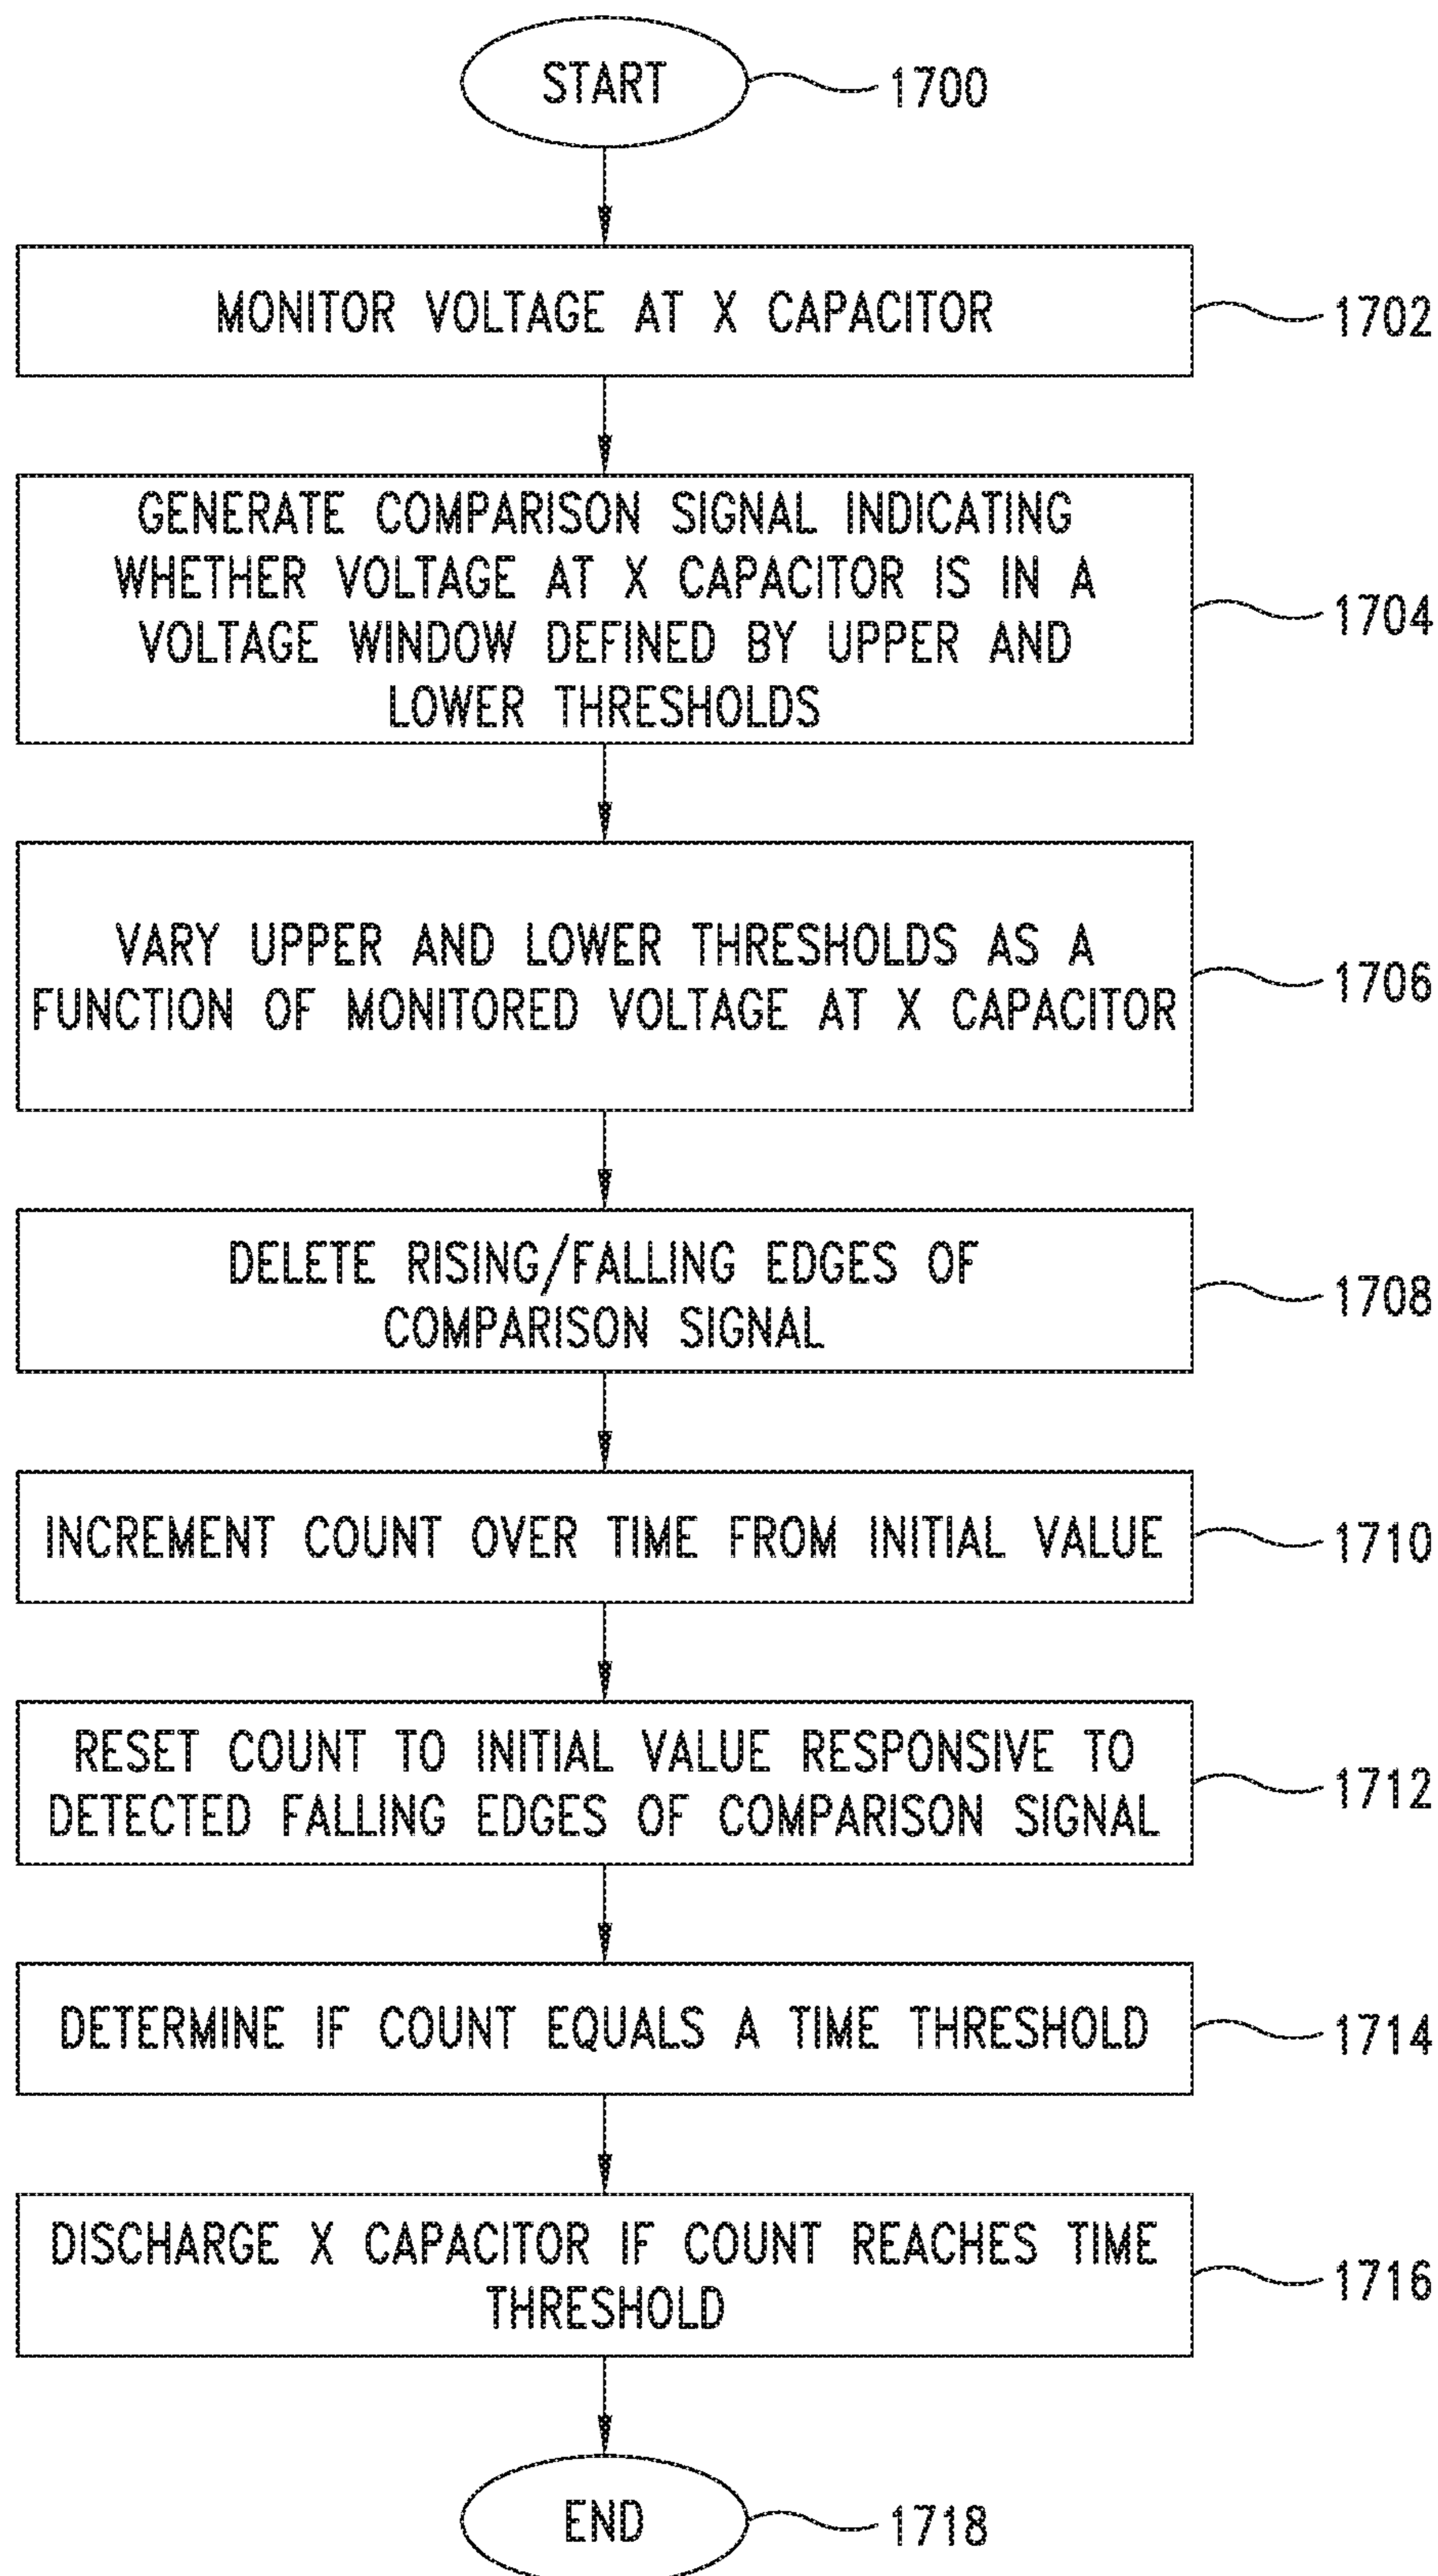 START
1700
MONITOR VOLTAGE AT X CAPACITOR
1702
GENERATE COMPARISON SIGNAL INDICATING
WHETHER VOLTAGE AT X CAPACITOR IS IN A
VOLTAGE WINDOW DEFINED BY UPPER AND
LOWER THRESHOLDS
1704
VARY UPPER AND LOWER THRESHOLDS AS A
FUNCTION OF MONITORED VOLTAGE AT X CAPACITOR
1706
DELETE RISING/FALLING EDGES OF
COMPARISON SIGNAL
1708
INCREMENT COUNT OVER TIME FROM INITIAL VALUE
1710
RESET COUNT TO INITIAL VALUE RESPONSIVE TO
DETECTED FALLING EDGES OF COMPARISON SIGNAL
1712
DETERMINE IF COUNT EQUALS A TIME THRESHOLD
1714
DISCHARGE X CAPACITOR IF COUNT REACHES TIME
THRESHOLD
1716
END
1718